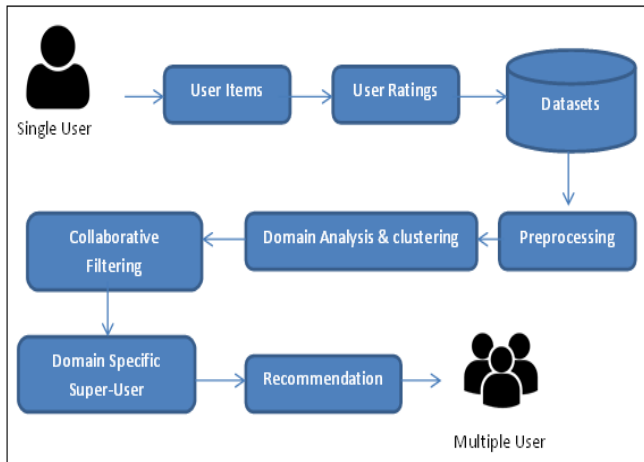 Single User
User Items
User Ratings
Datasets
Preprocessing
Domain Analysis & clustering
Collaborative
Filtering
Domain Specific
Super-User
Recommendation
Multiple User